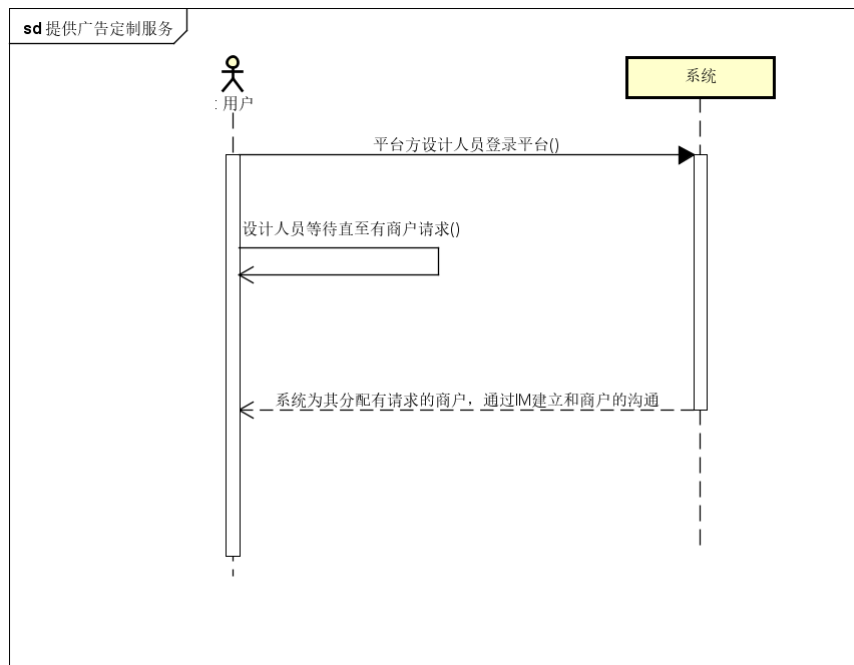 sd 提供广告定制服务
系统
: 用户
平台方设计人员登录平台()
设计人员等待直至有商户请求()
系统为其分配有请求的商户，通过IM建立和商户的沟通